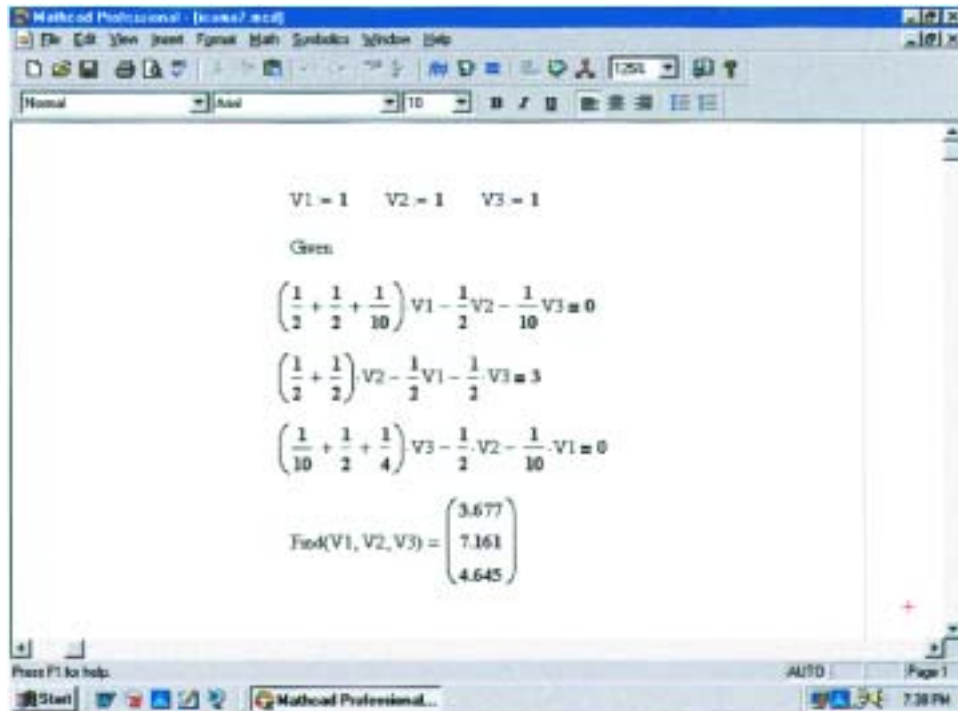 Mathcad Professional - [icams7.mcd]
File Edit View Insert Format Math Symbolics Window Help
125%
Normal Arial 10 B I U
V1 = 1 V2 = 1 V3 = 1
Given
(1/2 + 1/2 + 1/10)·V1 − 1/2 V2 − 1/10 V3 = 0
(1/2 + 1/2)·V2 − 1/2 V1 − 1/2·V3 = 3
(1/10 + 1/2 + 1/4)·V3 − 1/2·V2 − 1/10·V1 = 0
Find(V1, V2, V3) = (3.677
7.161
4.645)
Press F1 for help.
AUTO
Page 1
Start
Mathcad Professional...
7:38 PM